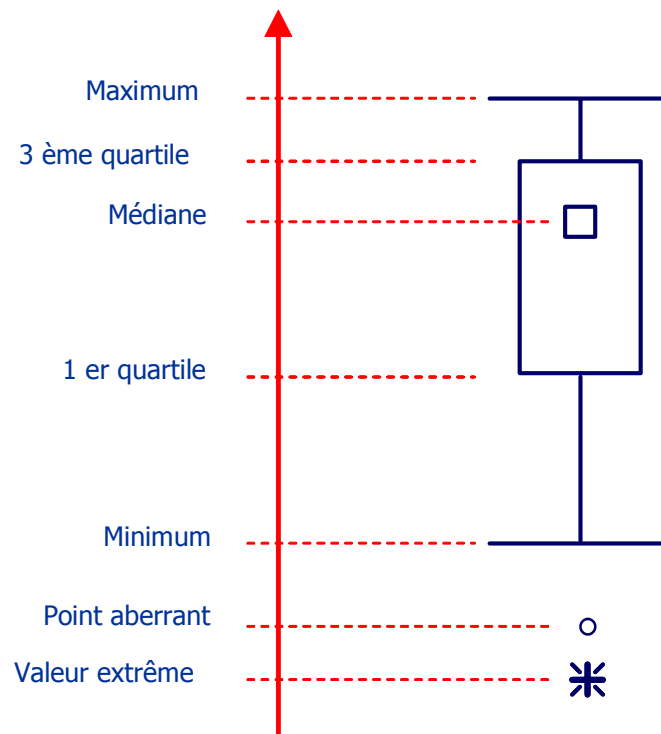 Maximum
3 ème quartile
Médiane
1 er quartile
Minimum
Point aberrant
Valeur extrême